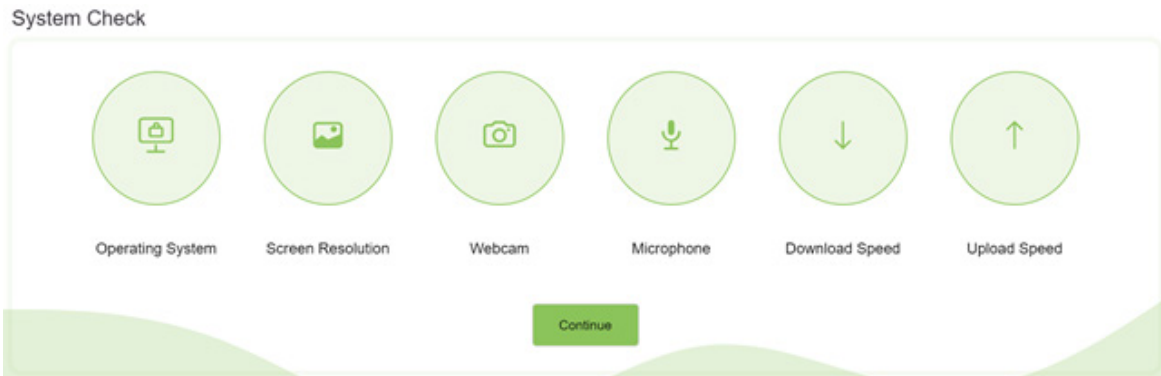 System Check
Operating System Screen Resolution Webcam Microphone Download Speed Upload Speed
Continue